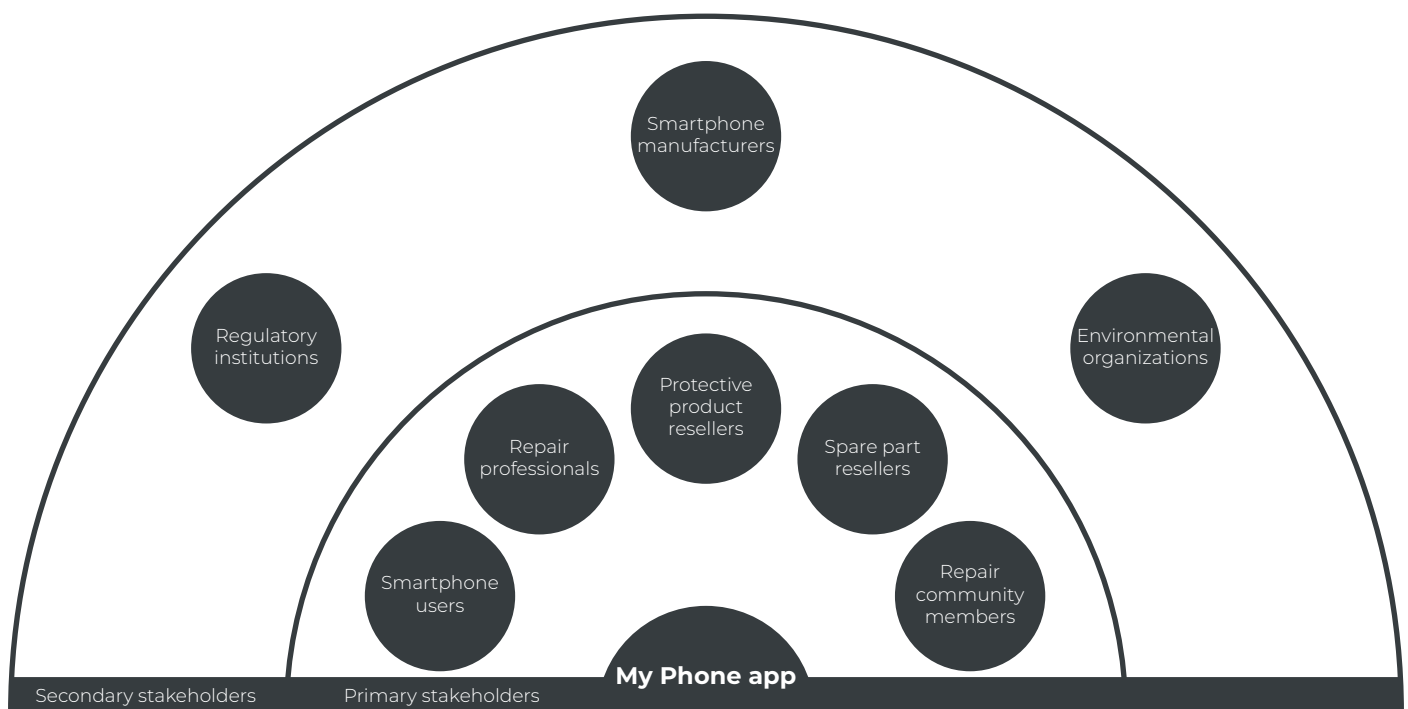 Smartphone
manufacturers
Regulatory
institutions
Environmental
organizations
Protective
product
resellers
Repair
professionals
Spare part
resellers
Smartphone
users
Repair
community
members
My Phone app
Secondary stakeholders
Primary stakeholders